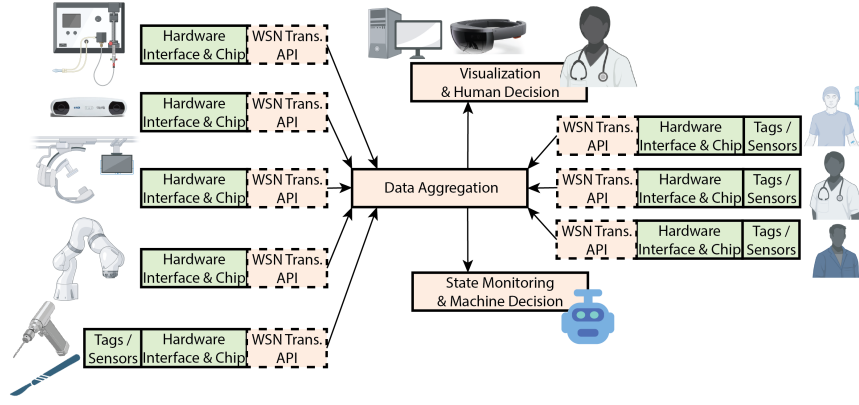 Hardware
Interface & Chip
WSN Trans.
API
Hardware
Interface & Chip
WSN Trans.
API
Hardware
Interface & Chip
WSN Trans.
API
Hardware
Interface & Chip
WSN Trans.
API
Tags /
Sensors
Hardware
Interface & Chip
WSN Trans.
API
Visualization
& Human Decision
Data Aggregation
State Monitoring
& Machine Decision
WSN Trans.
API
Hardware
Interface & Chip
Tags /
Sensors
WSN Trans.
API
Hardware
Interface & Chip
Tags /
Sensors
WSN Trans.
API
Hardware
Interface & Chip
Tags /
Sensors